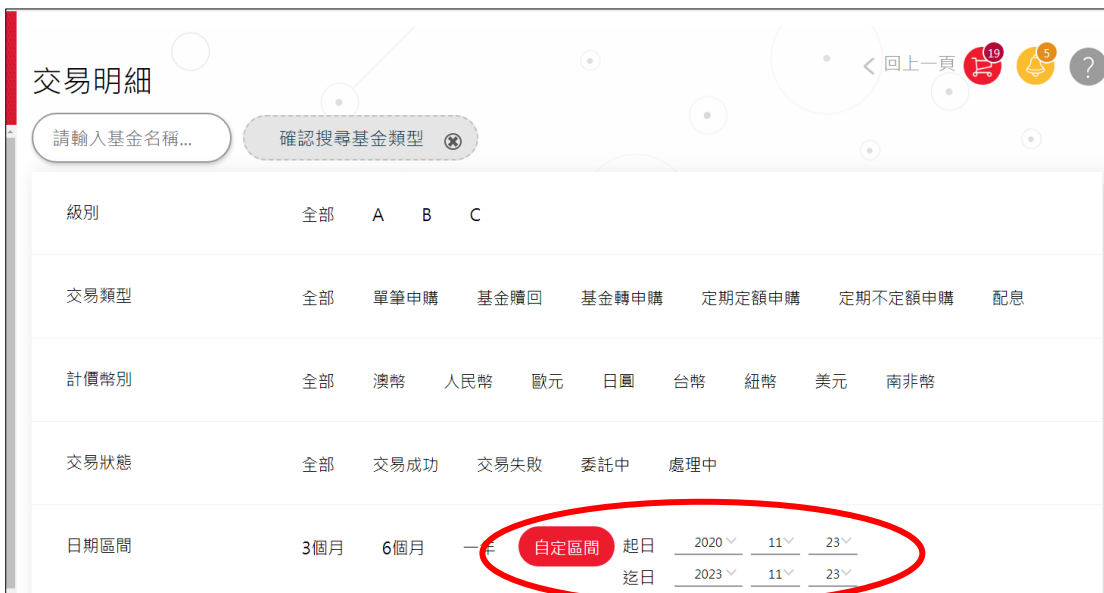 交易明細
回上一頁 19 5 ?
請輸入基金名稱... 確認搜尋基金類型
級別 全部 A B C
交易類型 全部 單筆申購 基金贖回 基金轉申購 定期定額申購 定期不定額申購 配息
計價幣別 全部 澳幣 人民幣 歐元 日圓 台幣 紐幣 美元 南非幣
交易狀態 全部 交易成功 交易失敗 委託中 處理中
日期區間 3個月 6個月 一年 自定區間 起日 2020 11 23
迄日 2023 11 23